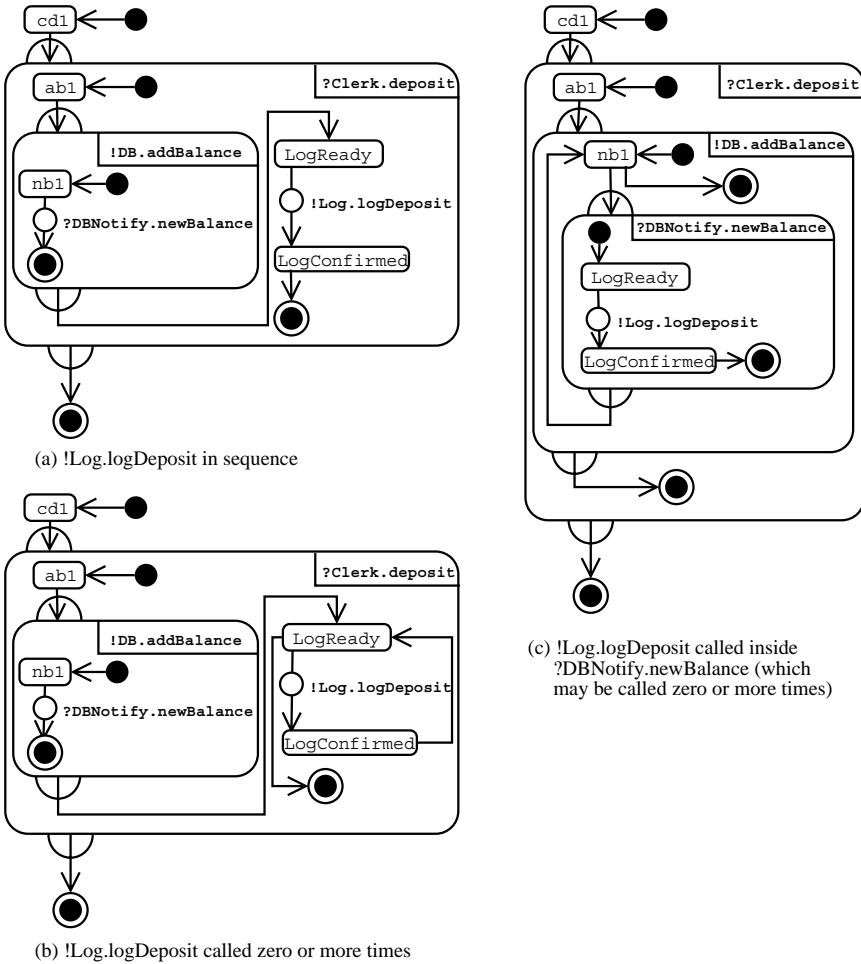 cd1
?Clerk.deposit
ab1
!DB.addBalance
LogReady
nb1
!Log.logDeposit
?DBNotify.newBalance
LogConfirmed
(a) !Log.logDeposit in sequence
cd1
?Clerk.deposit
ab1
!DB.addBalance
LogReady
nb1
!Log.logDeposit
?DBNotify.newBalance
LogConfirmed
(b) !Log.logDeposit called zero or more times
cd1
?Clerk.deposit
ab1
!DB.addBalance
nb1
?DBNotify.newBalance
LogReady
!Log.logDeposit
LogConfirmed
(c) !Log.logDeposit called inside
?DBNotify.newBalance (which
may be called zero or more times)